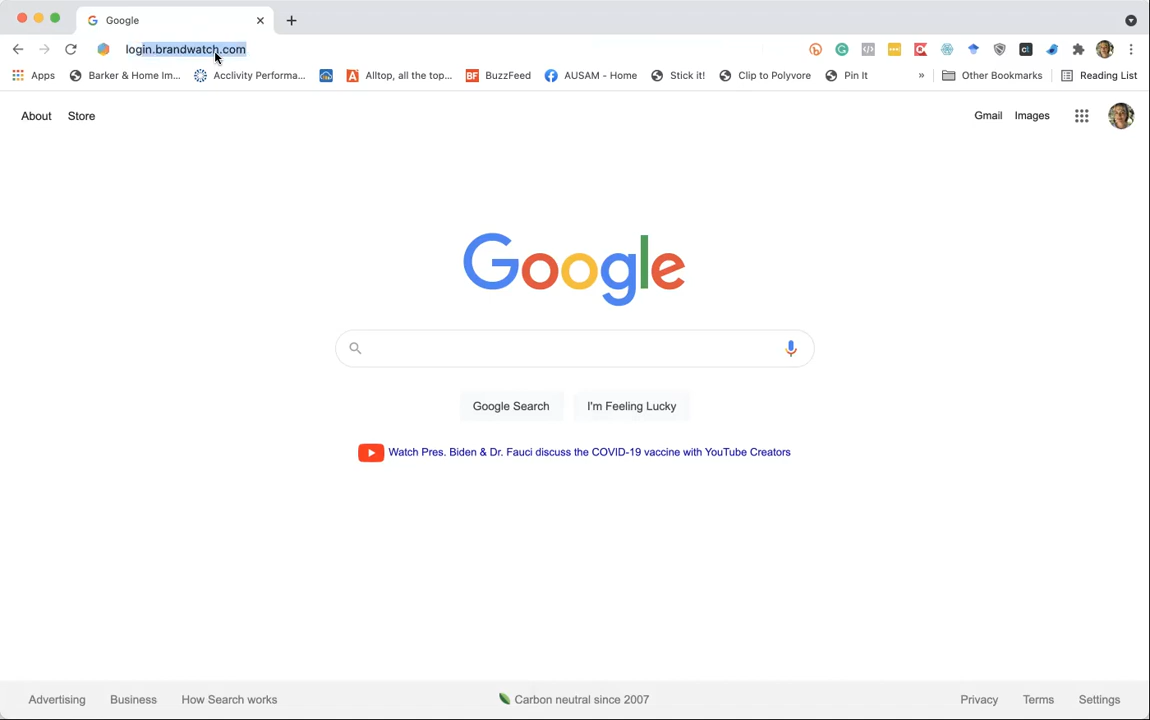 Google
login.brandwatch.com
Apps Barker & Home Im... Acclivity Performa... Alltop, all the top... BF BuzzFeed AUSAM - Home Stick it! Clip to Polyvore Pin It » Other Bookmarks Reading List
About Store Gmail Images
Google
Google Search I'm Feeling Lucky
Watch Pres. Biden & Dr. Fauci discuss the COVID-19 vaccine with YouTube Creators
Advertising Business How Search works Carbon neutral since 2007 Privacy Terms Settings